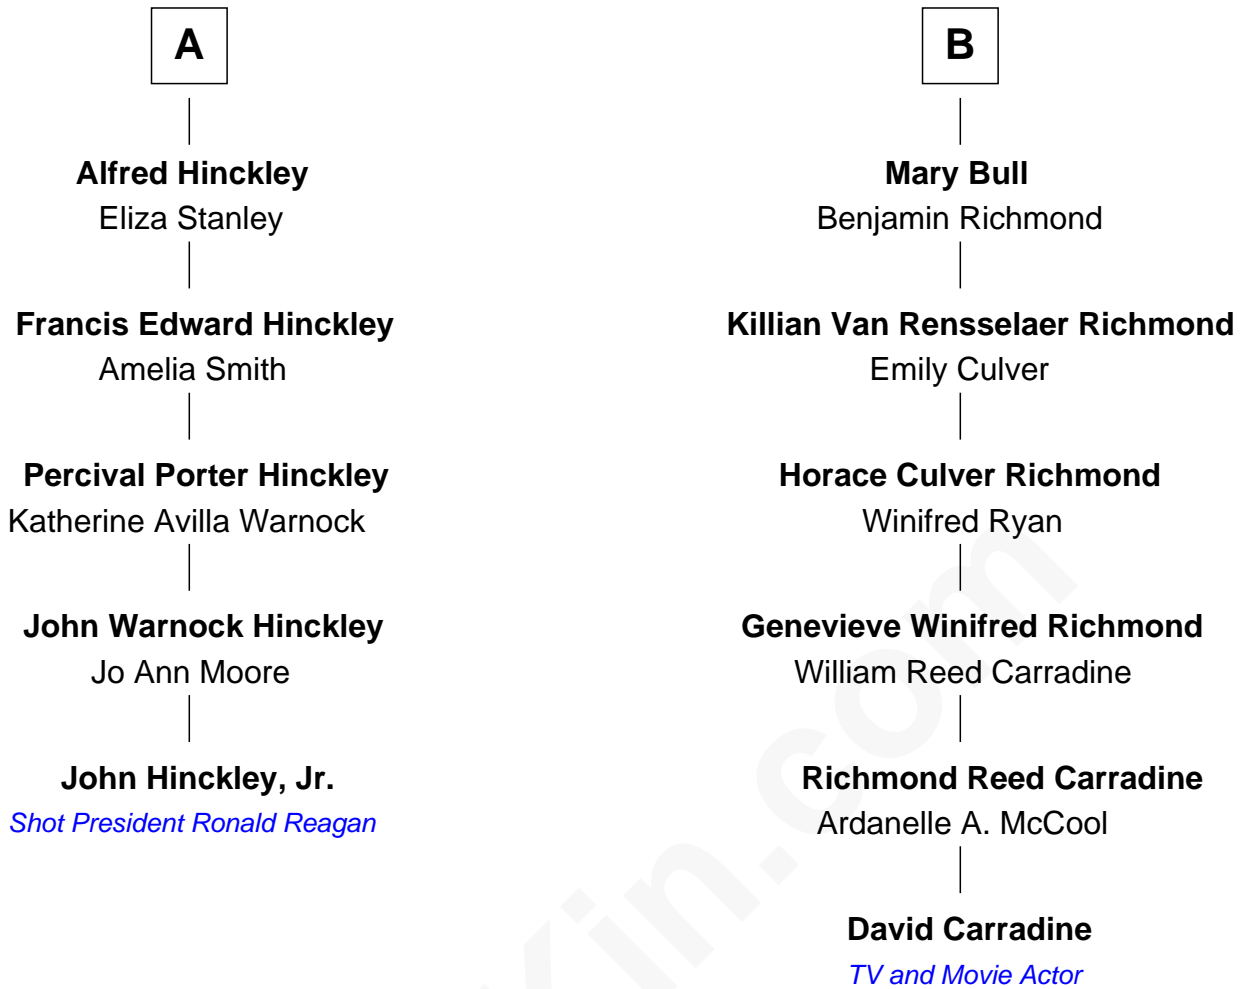 A
Alfred Hinckley
Eliza Stanley
Francis Edward Hinckley
Amelia Smith
Percival Porter Hinckley
Katherine Avilla Warnock
John Warnock Hinckley
Jo Ann Moore
John Hinckley, Jr.
Shot President Ronald Reagan
B
Mary Bull
Benjamin Richmond
Killian Van Rensselaer Richmond
Emily Culver
Horace Culver Richmond
Winifred Ryan
Genevieve Winifred Richmond
William Reed Carradine
Richmond Reed Carradine
Ardanelle A. McCool
David Carradine
TV and Movie Actor
Kin.com